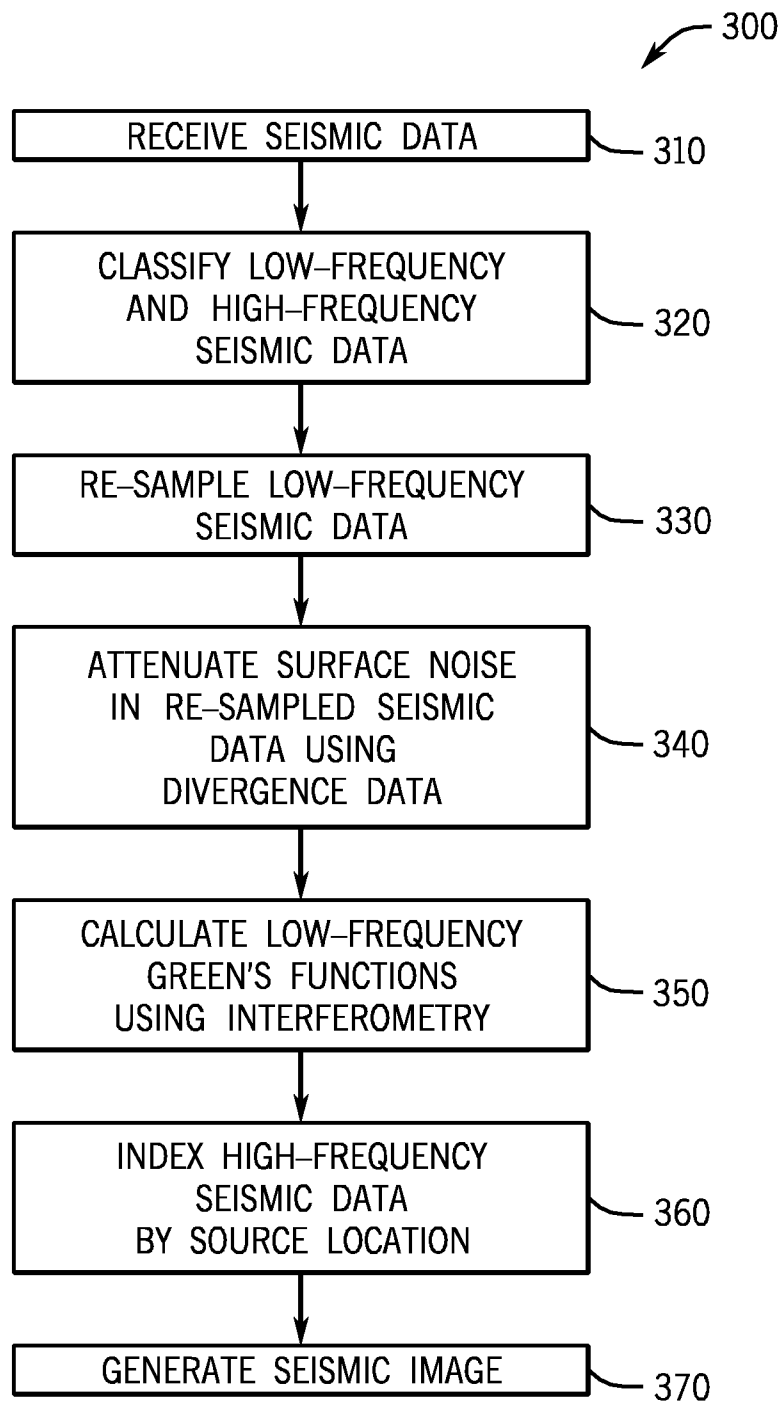 300
RECEIVE SEISMIC DATA
310
CLASSIFY LOW–FREQUENCY
AND HIGH–FREQUENCY
SEISMIC DATA
320
RE–SAMPLE LOW–FREQUENCY
SEISMIC DATA
330
ATTENUATE SURFACE NOISE
IN RE–SAMPLED SEISMIC
DATA USING
DIVERGENCE DATA
340
CALCULATE LOW–FREQUENCY
GREEN'S FUNCTIONS
USING INTERFEROMETRY
350
INDEX HIGH–FREQUENCY
SEISMIC DATA
BY SOURCE LOCATION
360
GENERATE SEISMIC IMAGE
370